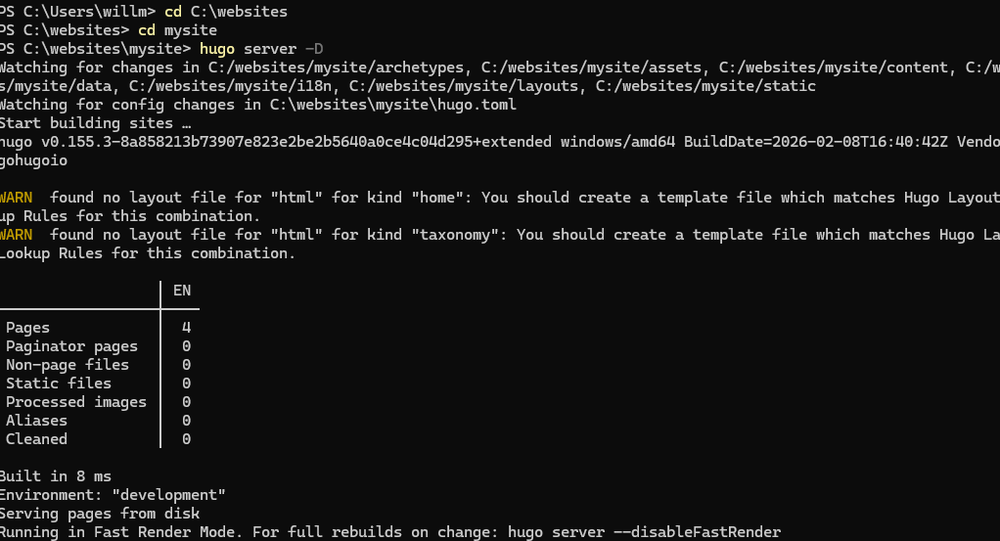 PS C:\Users\willm> cd C:\websites
PS C:\websites> cd mysite
PS C:\websites\mysite> hugo server -D
Watching for changes in C:/websites/mysite/archetypes, C:/websites/mysite/assets, C:/websites/mysite/content, C:/w
s/mysite/data, C:/websites/mysite/i18n, C:/websites/mysite/layouts, C:/websites/mysite/static
Watching for config changes in C:\websites\mysite\hugo.toml
Start building sites …
hugo v0.155.3-8a858213b73907e823e2be2b5640a0ce4c04d295+extended windows/amd64 BuildDate=2026-02-08T16:40:42Z Vendo
gohugoio
WARN  found no layout file for "html" for kind "home": You should create a template file which matches Hugo Layout
up Rules for this combination.
WARN  found no layout file for "html" for kind "taxonomy": You should create a template file which matches Hugo La
Lookup Rules for this combination.
EN
Pages 4
Paginator pages 0
Non-page files 0
Static files 0
Processed images 0
Aliases 0
Cleaned 0
Built in 8 ms
Environment: "development"
Serving pages from disk
Running in Fast Render Mode. For full rebuilds on change: hugo server --disableFastRender